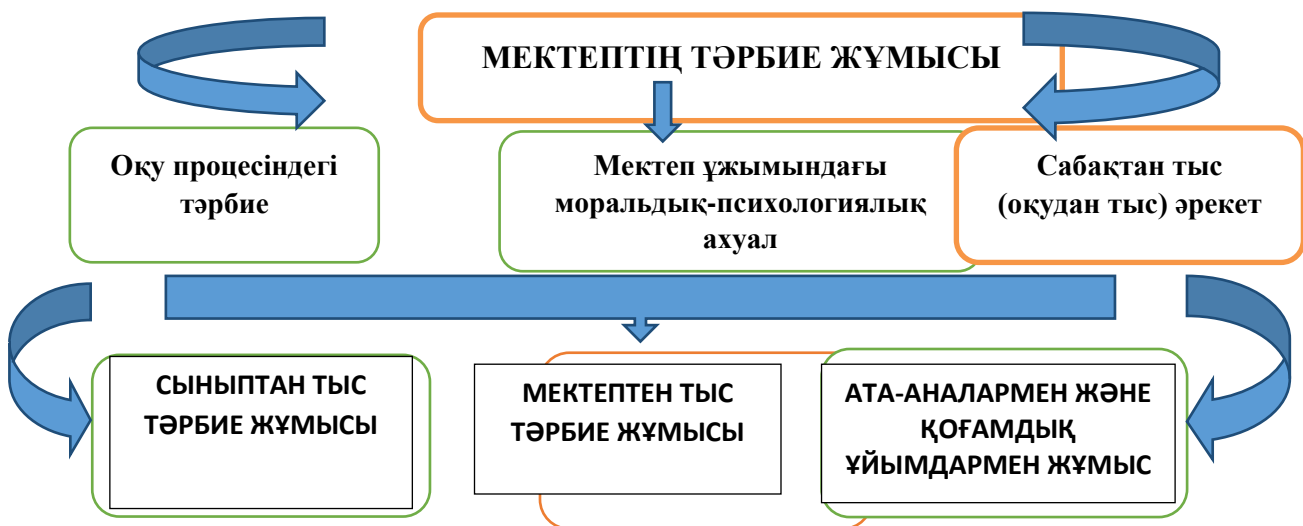 МЕКТЕПТІҢ ТӘРБИЕ ЖҰМЫСЫ
Оқу процесіндегі
тәрбие
Мектеп ұжымындағы
моральдық-психологиялық
ахуал
Сабақтан тыс
(оқудан тыс) әрекет
СЫНЫПТАН ТЫС
ТӘРБИЕ ЖҰМЫСЫ
МЕКТЕПТЕН ТЫС
ТӘРБИЕ ЖҰМЫСЫ
АТА-АНАЛАРМЕН ЖӘНЕ
ҚОҒАМДЫҚ
ҰЙЫМДАРМЕН ЖҰМЫС